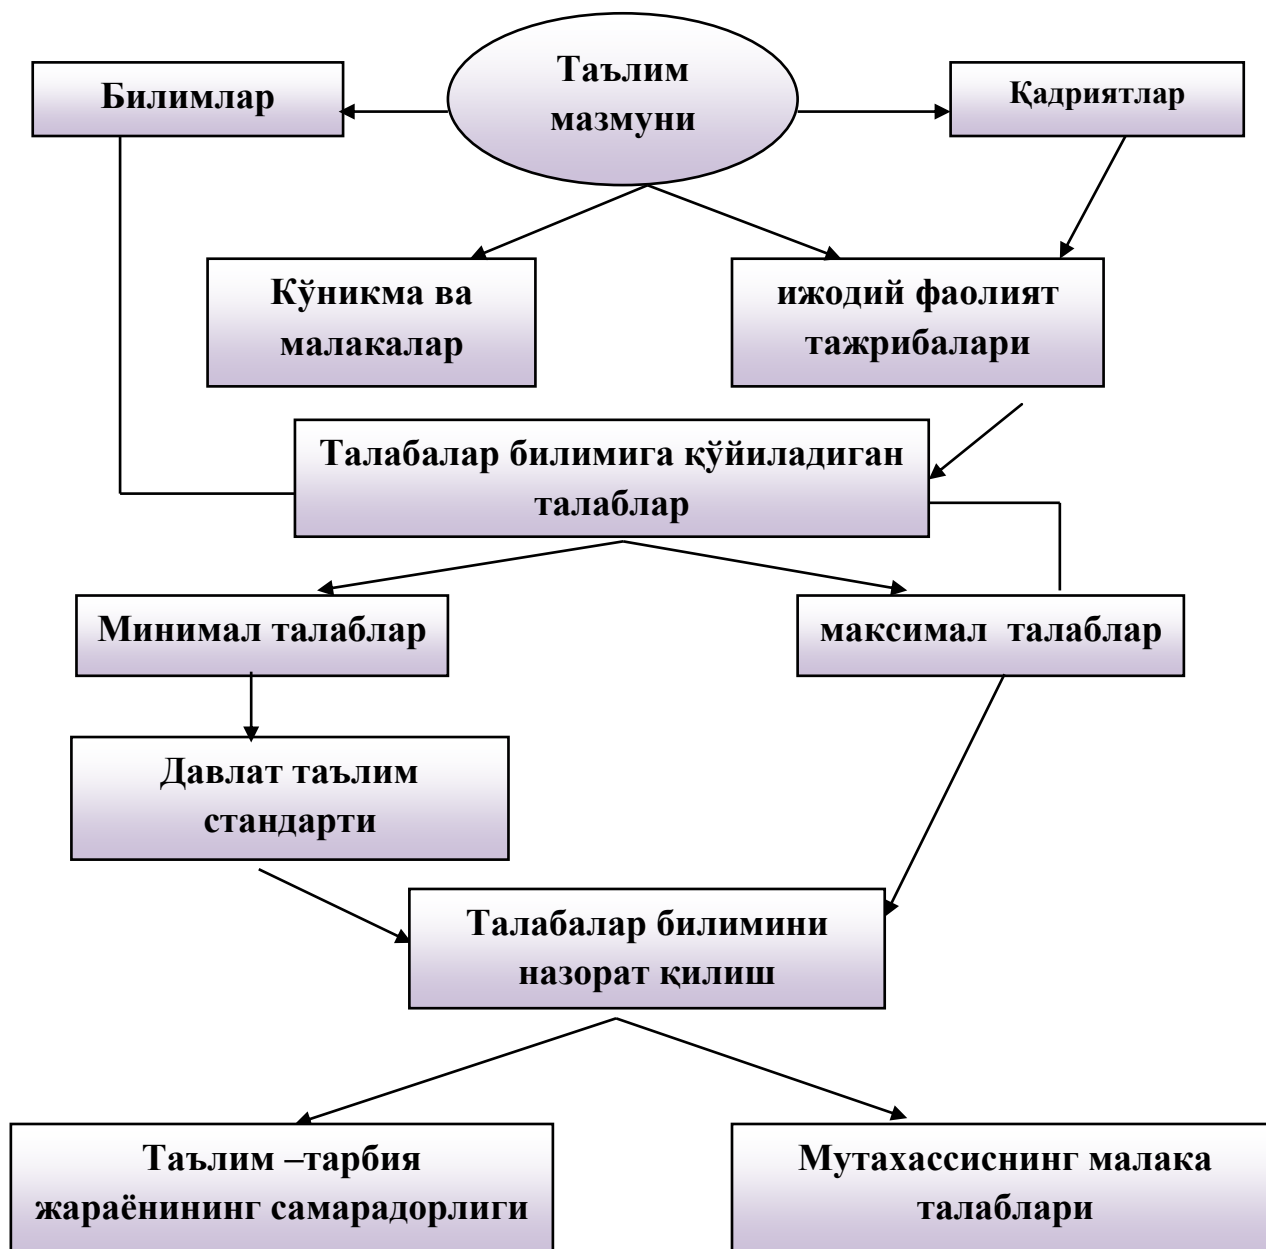 Таълим
мазмуни
Билимлар
Қадриятлар
Кўникма ва
малакалар
ижодий фаолият
тажрибалари
Талабалар билимига қўйиладиган
талаблар
Минимал талаблар
максимал талаблар
Давлат таълим
стандарти
Талабалар билимини
назорат қилиш
Таълим –тарбия
жараёнининг самарадорлиги
Мутахассиснинг малака
талаблари